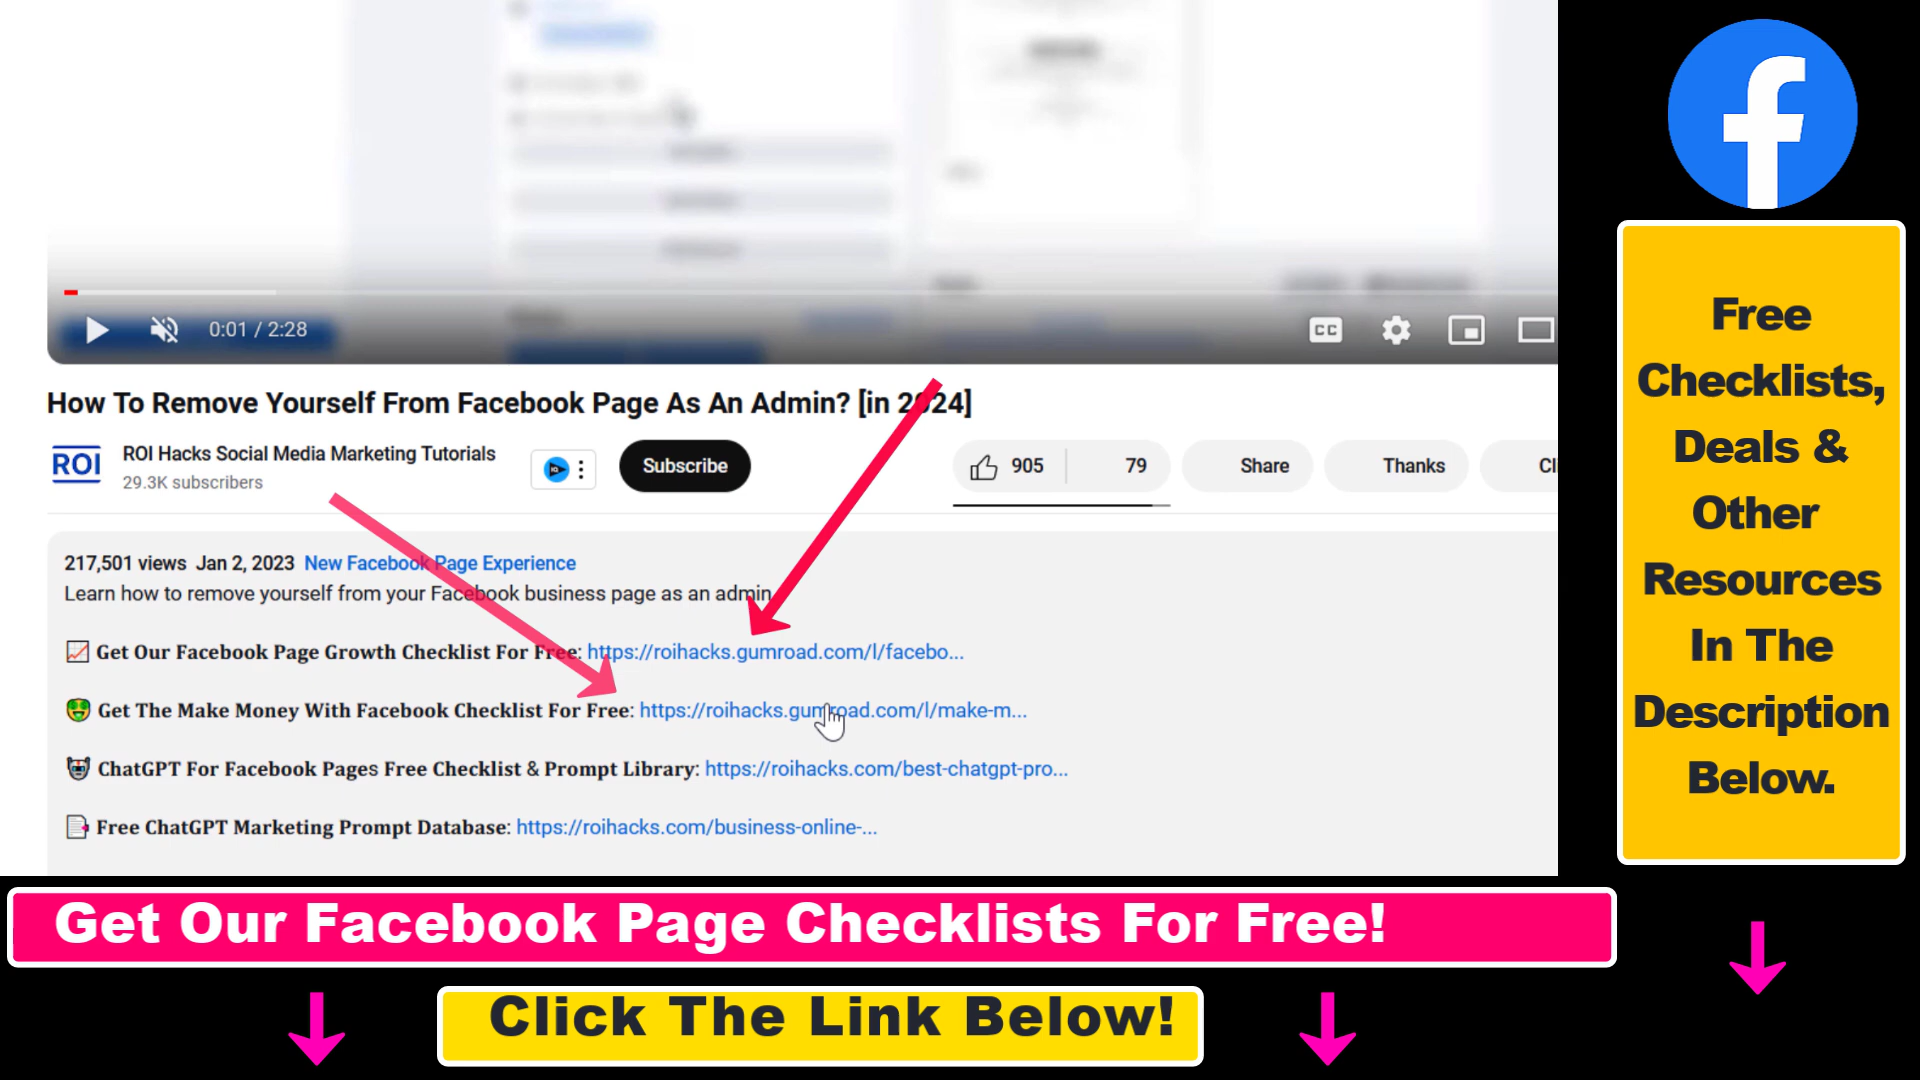 0:01 / 2:28
CC
How To Remove Yourself From Facebook Page As An Admin? [in 2024]
ROI
ROI Hacks Social Media Marketing Tutorials
29.3K subscribers
Subscribe
905
79
Share
Thanks
217,501 views Jan 2, 2023 New Facebook Page Experience
Learn how to remove yourself from your Facebook business page as an admin
Get Our Facebook Page Growth Checklist For Free: https://roihacks.gumroad.com/l/facebo...
Get The Make Money With Facebook Checklist For Free: https://roihacks.gumroad.com/l/make-m...
ChatGPT For Facebook Pages Free Checklist & Prompt Library: https://roihacks.com/best-chatgpt-pro...
Free ChatGPT Marketing Prompt Database: https://roihacks.com/business-online-...
Free
Checklists,
Deals &
Other
Resources
In The
Description
Below.
Get Our Facebook Page Checklists For Free!
Click The Link Below!